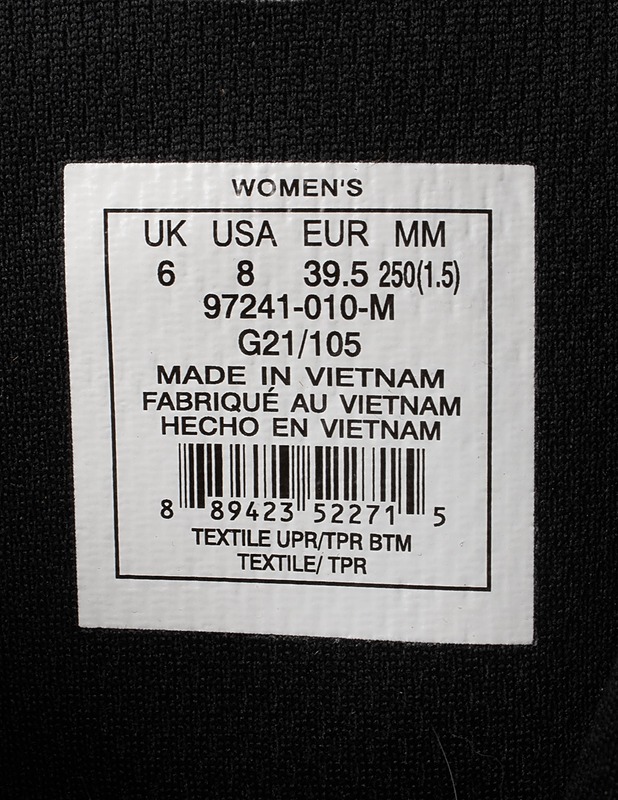 WOMEN'S
UK USA EUR MM
6 8 39.5 250(1.5)
97241-010-M
G21/105
MADE IN VIETNAM
FABRIQUÉ AU VIETNAM
HECHO EN VIETNAM
8 89423 52271 5
TEXTILE UPR/TPR BTM
TEXTILE/ TPR